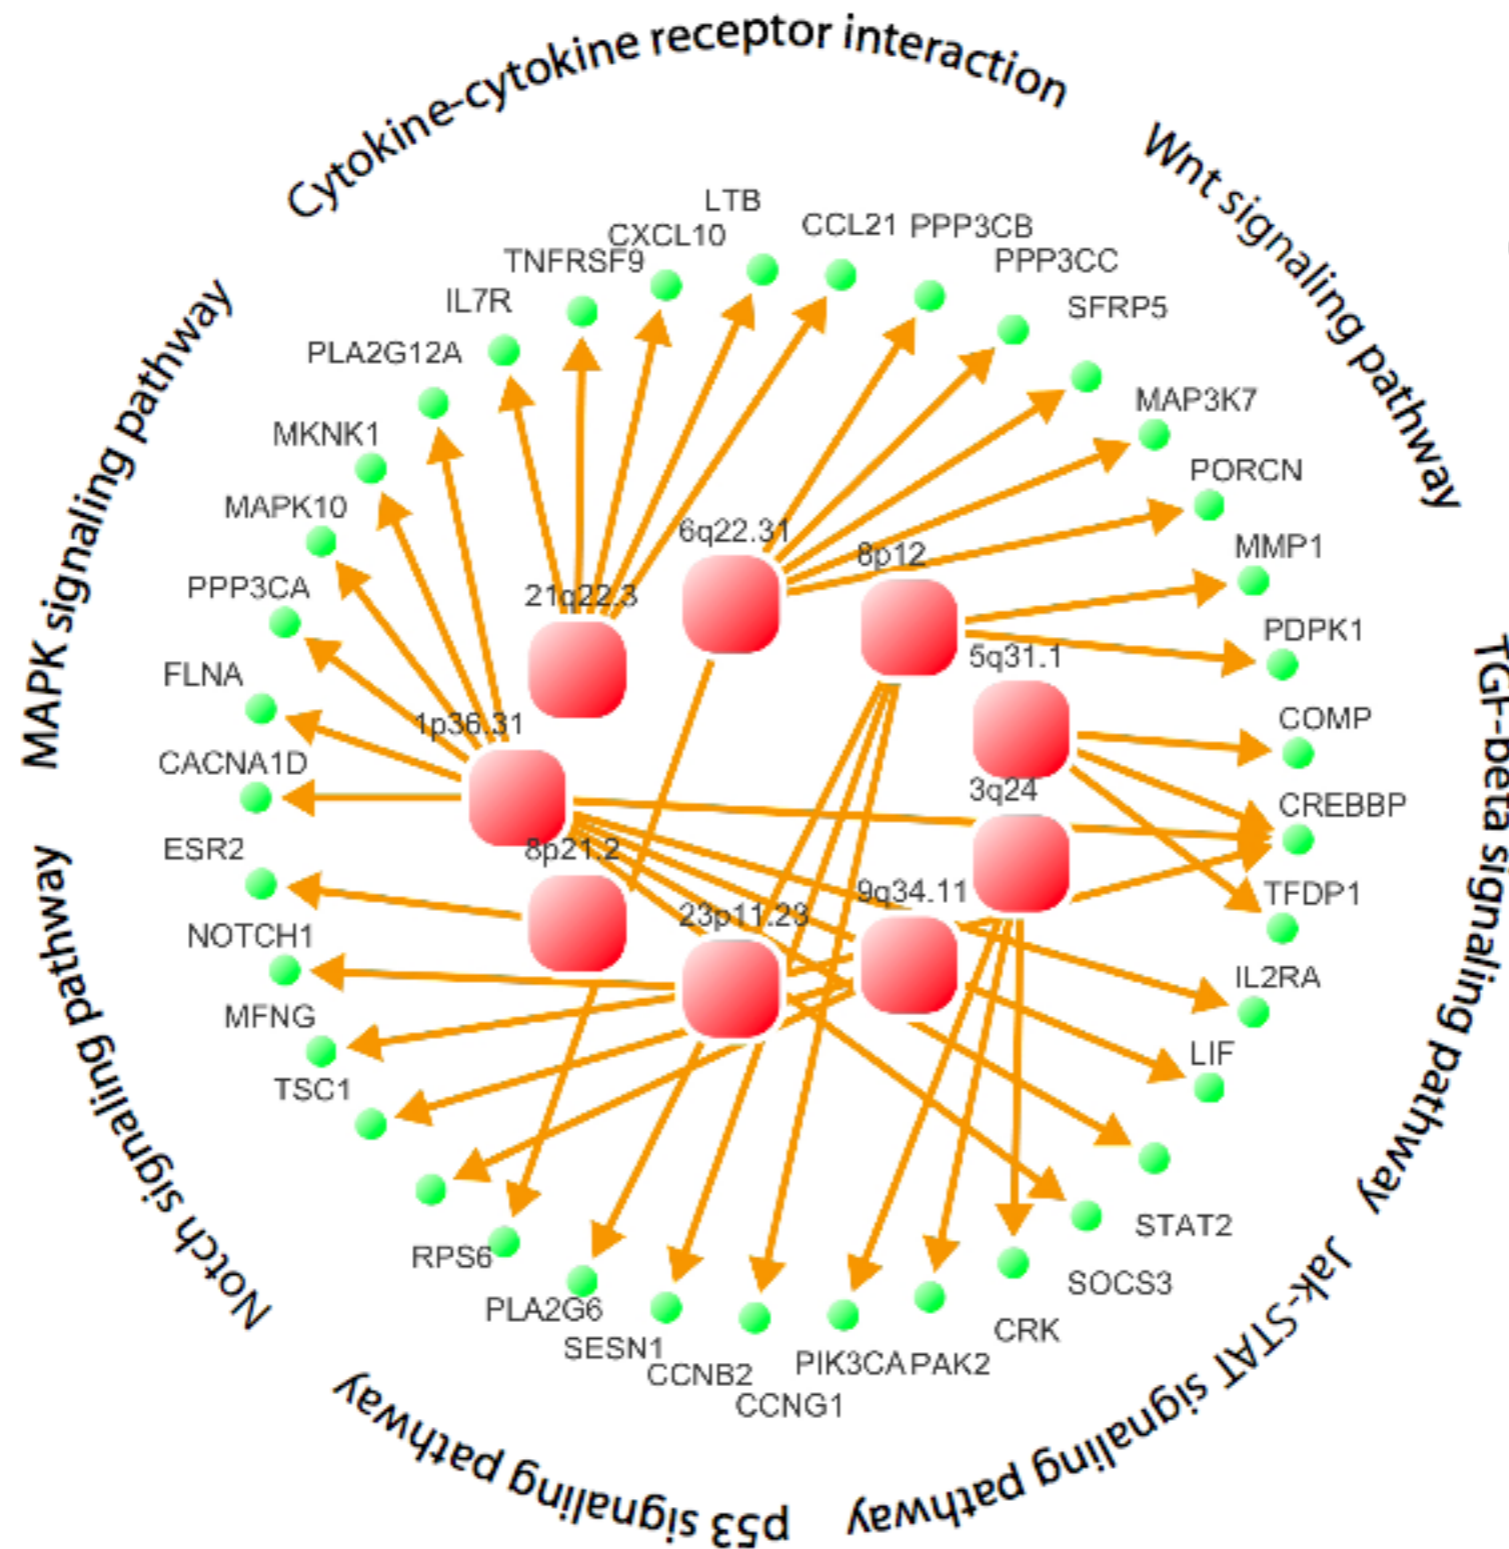 Cytokine-cytokine receptor interaction
Wnt signaling pathway
TGF-beta signaling pathway
Jak-STAT signaling pathway
p53 signaling pathway
Notch signaling pathway
MAPK signaling pathway
LTB
CCL21
PPP3CB
CXCL10
TNFRSF9
PPP3CC
IL7R
SFRP5
PLA2G12A
MAP3K7
MKNK1
PORCN
MAPK10
6q22.31
8p12
MMP1
PPP3CA
21q22.3
PDPK1
5q31.1
FLNA
1p36.31
COMP
CACNA1D
3q24
CREBBP
ESR2
8p21.2
9q34.11
TFDP1
23p11.23
NOTCH1
IL2RA
MFNG
LIF
TSC1
STAT2
RPS6
SOCS3
PLA2G6
CRK
SESN1
PIK3CA
PAK2
CCNB2
CCNG1